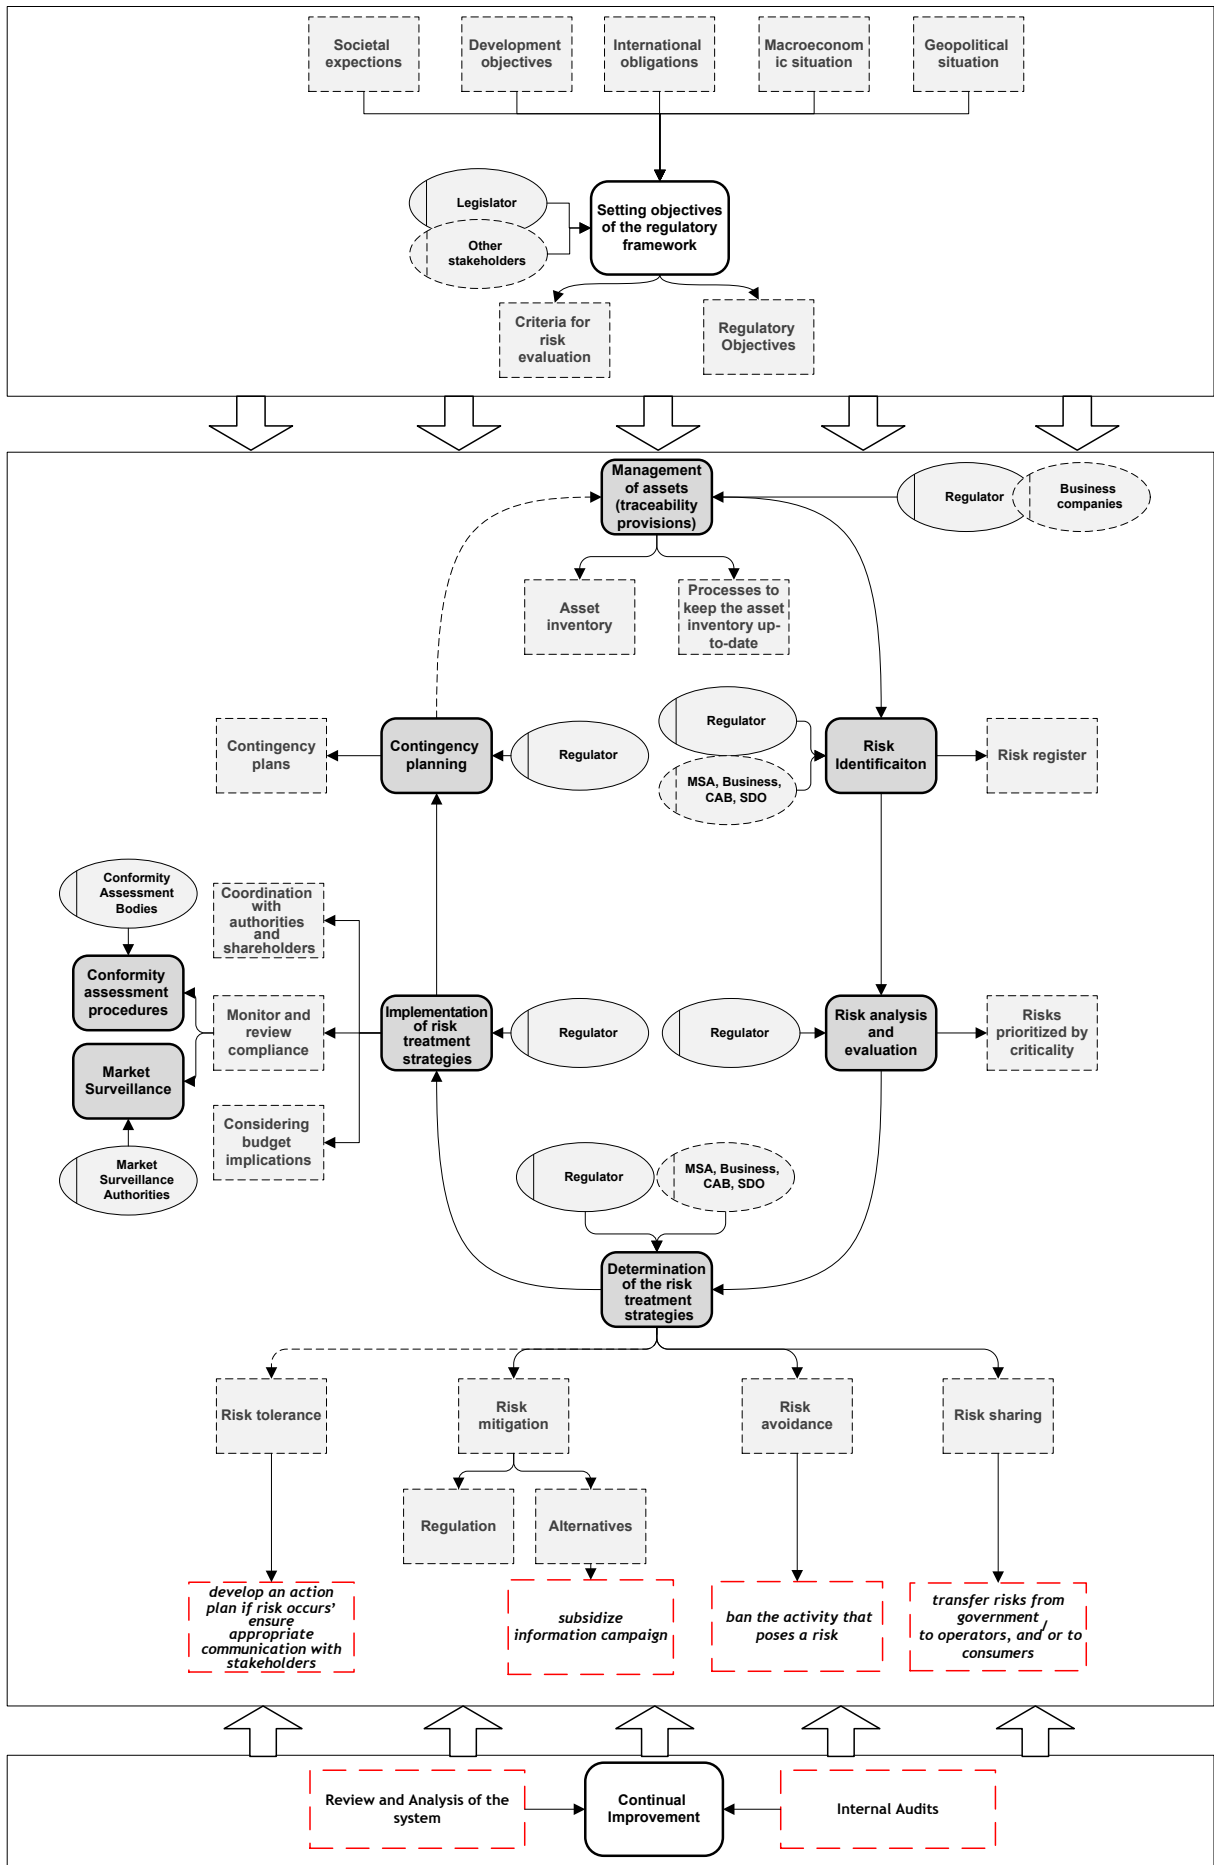 Societal
expections
Development
objectives
International
obligations
Macroeconom
ic situation
Geopolitical
situation
Legislator
Other
stakeholders
Setting objectives
of the regulatory
framework
Criteria for
risk
evaluation
Regulatory
Objectives
Management
of assets
(traceability
provisions)
Regulator
Business
companies
Asset
inventory
Processes to
keep the asset
inventory up-
to-date
Contingency
plans
Contingency
planning
Regulator
Regulator
MSA, Business,
CAB, SDO
Risk
Identificaiton
Risk register
Conformity
Assessment
Bodies
Coordination
with
authorities
and
shareholders
Conformity
assessment
procedures
Monitor and
review
compliance
Implementation
of risk
treatment
strategies
Regulator
Regulator
Risk analysis
and
evaluation
Risks
prioritized by
criticality
Market
Surveillance
Considering
budget
implications
Market
Surveillance
Authorities
Regulator
MSA, Business,
CAB, SDO
Determination
of the risk
treatment
strategies
Risk tolerance
Risk
mitigation
Risk
avoidance
Risk sharing
Regulation
Alternatives
develop an action
plan if risk occurs’
ensure
appropriate
communication with
stakeholders
subsidize
information campaign
ban the activity that
poses a risk
transfer risks from
government
to operators, and/or to
consumers
Review and Analysis of the
system
Continual
Improvement
Internal Audits